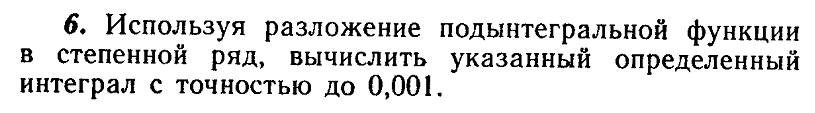 6. Используя разложение подынтегральной функции
в степенной ряд, вычислить указанный определенный
интеграл с точностью до 0,001.